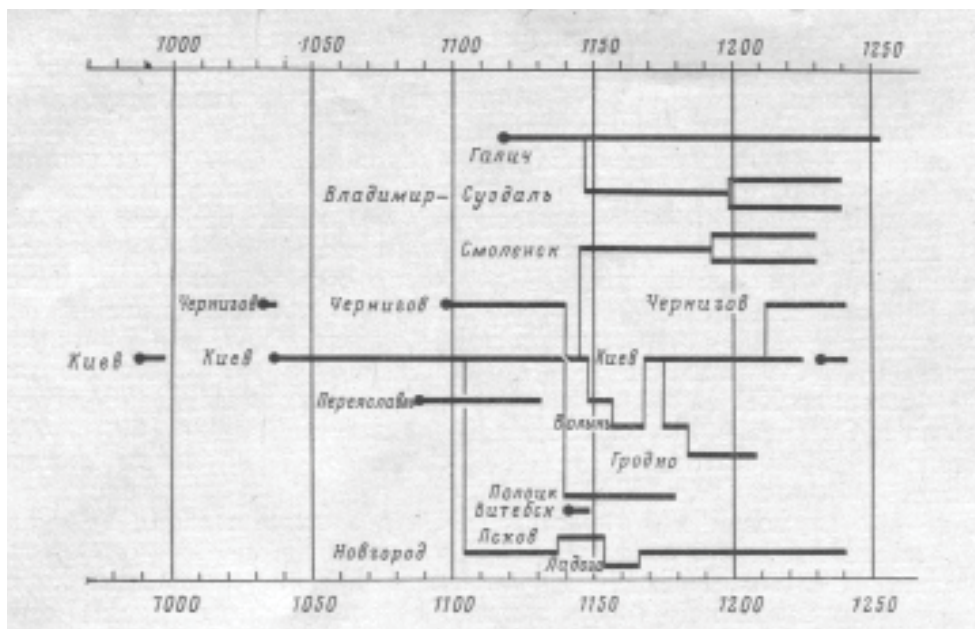 1000 1050 1100 1150 1200 1250
Галич
Владимир- Суздаль
Смоленск
Чернигов Чернигов Чернигов
Киев Киев Киев
Переяславль
Волынь
Гродно
Полоцк
Витебск
Псков
Новгород Ладога
1000 1050 1100 1150 1200 1250